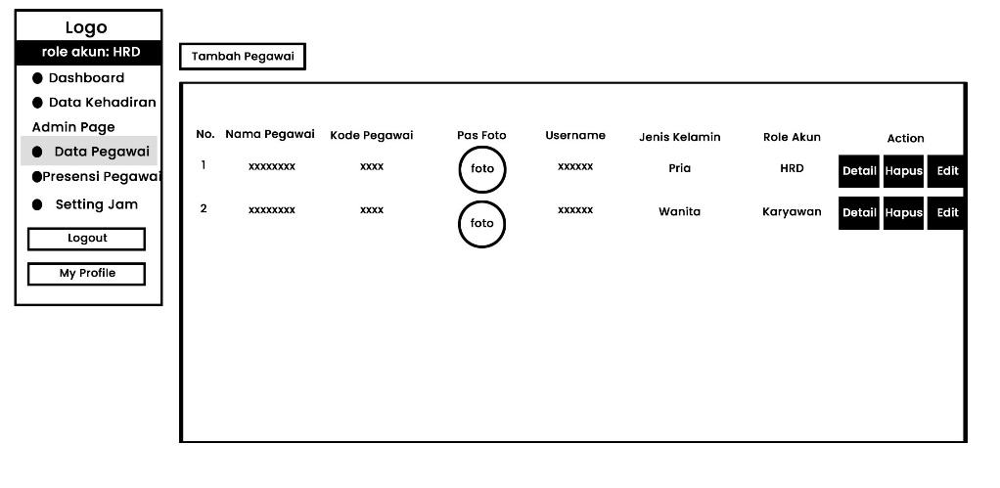 Logo
role akun: HRD
Dashboard
Data Kehadiran
Admin Page
Data Pegawai
Presensi Pegawai
Setting Jam
Logout
My Profile
Tambah Pegawai
No. Nama Pegawai Kode Pegawai Pas Foto Username Jenis Kelamin Role Akun Action
1 xxxxxxxx xxxx foto xxxxxx Pria HRD Detail Hapus Edit
2 xxxxxxxx xxxx foto xxxxxx Wanita Karyawan Detail Hapus Edit